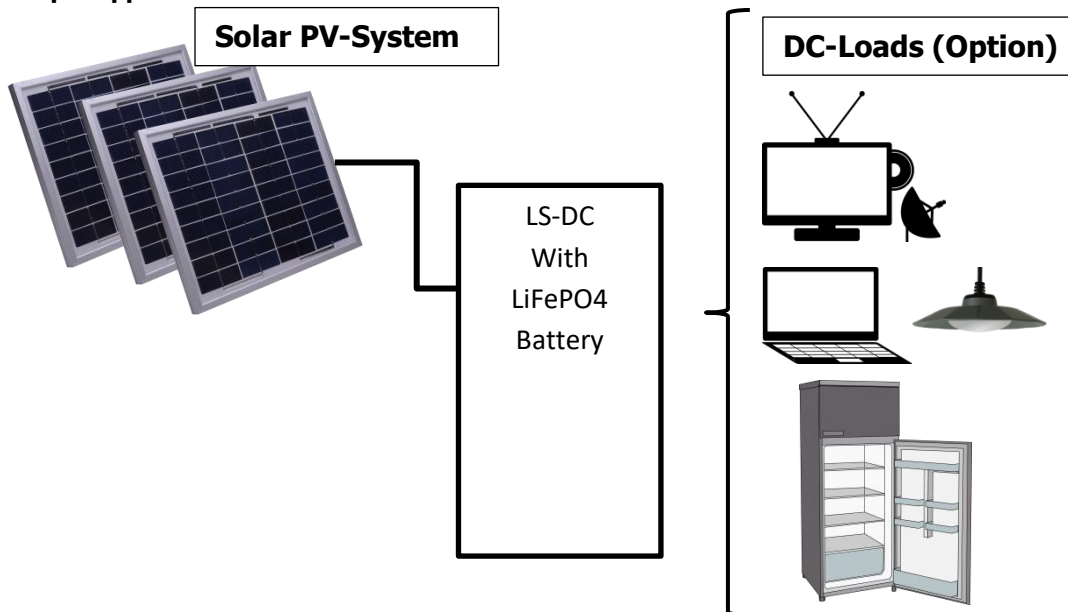 Solar PV-System
DC-Loads (Option)
LS-DC
With
LiFePO4
Battery